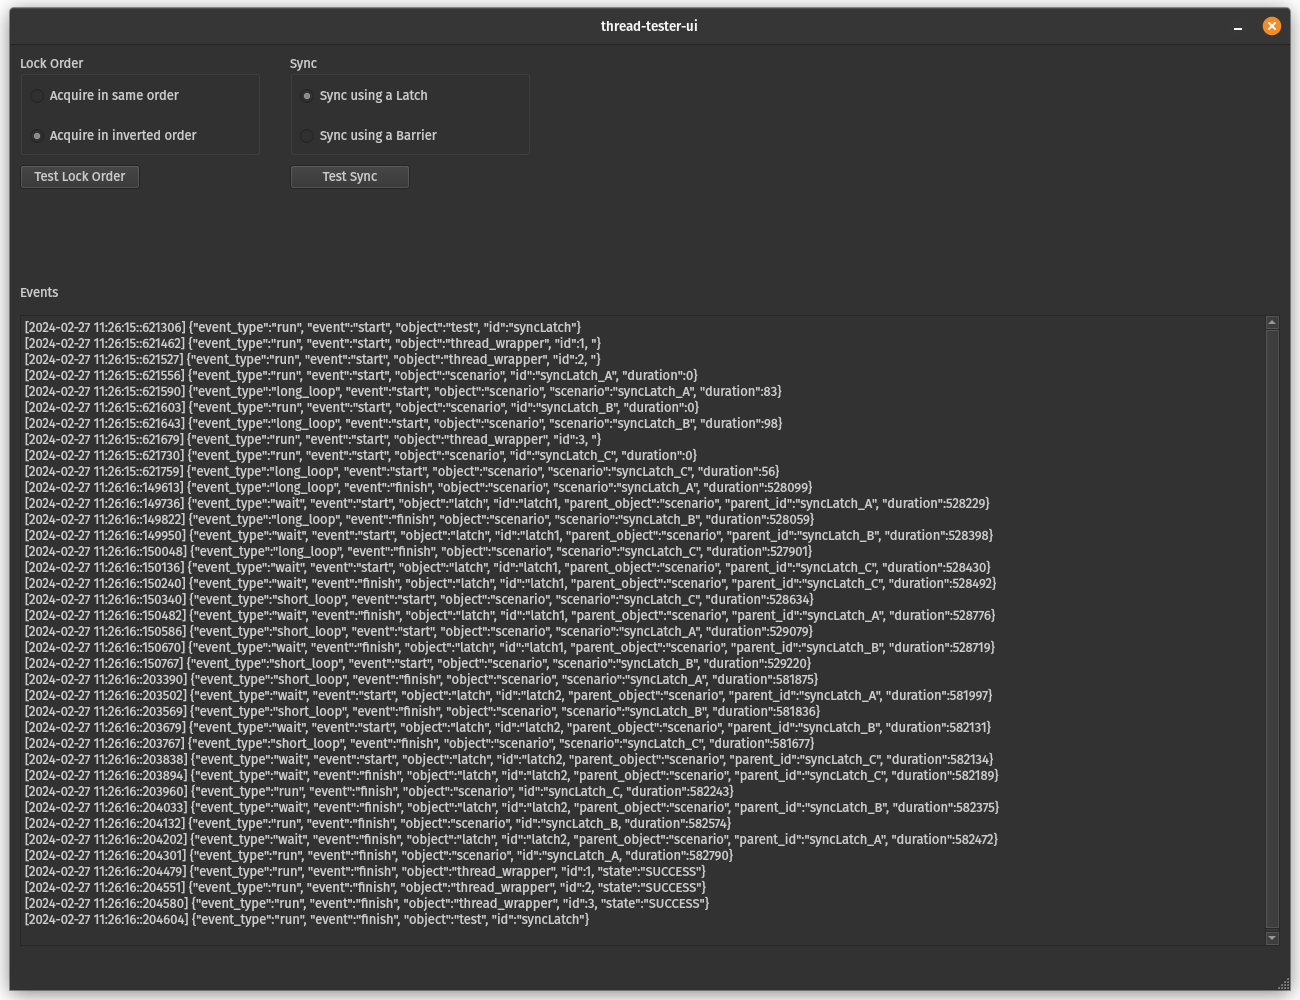 thread-tester-ui
Lock Order
Sync
Acquire in same order
Sync using a Latch
Acquire in inverted order
Sync using a Barrier
Test Lock Order
Test Sync
Events
[2024-02-27 11:26:15::621306] {"event_type":"run", "event":"start", "object":"test", "id":"syncLatch"}
[2024-02-27 11:26:15::621462] {"event_type":"run", "event":"start", "object":"thread_wrapper", "id":1, "}
[2024-02-27 11:26:15::621527] {"event_type":"run", "event":"start", "object":"thread_wrapper", "id":2, "}
[2024-02-27 11:26:15::621556] {"event_type":"run", "event":"start", "object":"scenario", "id":"syncLatch_A", "duration":0}
[2024-02-27 11:26:15::621590] {"event_type":"long_loop", "event":"start", "object":"scenario", "scenario":"syncLatch_A", "duration":83}
[2024-02-27 11:26:15::621603] {"event_type":"run", "event":"start", "object":"scenario", "id":"syncLatch_B", "duration":0}
[2024-02-27 11:26:15::621643] {"event_type":"long_loop", "event":"start", "object":"scenario", "scenario":"syncLatch_B", "duration":98}
[2024-02-27 11:26:15::621679] {"event_type":"run", "event":"start", "object":"thread_wrapper", "id":3, "}
[2024-02-27 11:26:15::621730] {"event_type":"run", "event":"start", "object":"scenario", "id":"syncLatch_C", "duration":0}
[2024-02-27 11:26:15::621759] {"event_type":"long_loop", "event":"start", "object":"scenario", "scenario":"syncLatch_C", "duration":56}
[2024-02-27 11:26:16::149613] {"event_type":"long_loop", "event":"finish", "object":"scenario", "scenario":"syncLatch_A", "duration":528099}
[2024-02-27 11:26:16::149736] {"event_type":"wait", "event":"start", "object":"latch", "id":"latch1, "parent_object":"scenario", "parent_id":"syncLatch_A", "duration":528229}
[2024-02-27 11:26:16::149822] {"event_type":"long_loop", "event":"finish", "object":"scenario", "scenario":"syncLatch_B", "duration":528059}
[2024-02-27 11:26:16::149950] {"event_type":"wait", "event":"start", "object":"latch", "id":"latch1, "parent_object":"scenario", "parent_id":"syncLatch_B", "duration":528398}
[2024-02-27 11:26:16::150048] {"event_type":"long_loop", "event":"finish", "object":"scenario", "scenario":"syncLatch_C", "duration":527901}
[2024-02-27 11:26:16::150136] {"event_type":"wait", "event":"start", "object":"latch", "id":"latch1, "parent_object":"scenario", "parent_id":"syncLatch_C", "duration":528430}
[2024-02-27 11:26:16::150240] {"event_type":"wait", "event":"finish", "object":"latch", "id":"latch1, "parent_object":"scenario", "parent_id":"syncLatch_C", "duration":528492}
[2024-02-27 11:26:16::150340] {"event_type":"short_loop", "event":"start", "object":"scenario", "scenario":"syncLatch_C", "duration":528634}
[2024-02-27 11:26:16::150482] {"event_type":"wait", "event":"finish", "object":"latch", "id":"latch1, "parent_object":"scenario", "parent_id":"syncLatch_A", "duration":528776}
[2024-02-27 11:26:16::150586] {"event_type":"short_loop", "event":"start", "object":"scenario", "scenario":"syncLatch_A", "duration":529079}
[2024-02-27 11:26:16::150670] {"event_type":"wait", "event":"finish", "object":"latch", "id":"latch1, "parent_object":"scenario", "parent_id":"syncLatch_B", "duration":528719}
[2024-02-27 11:26:16::150767] {"event_type":"short_loop", "event":"start", "object":"scenario", "scenario":"syncLatch_B", "duration":529220}
[2024-02-27 11:26:16::203390] {"event_type":"short_loop", "event":"finish", "object":"scenario", "scenario":"syncLatch_A", "duration":581875}
[2024-02-27 11:26:16::203502] {"event_type":"wait", "event":"start", "object":"latch", "id":"latch2, "parent_object":"scenario", "parent_id":"syncLatch_A", "duration":581997}
[2024-02-27 11:26:16::203569] {"event_type":"short_loop", "event":"finish", "object":"scenario", "scenario":"syncLatch_B", "duration":581836}
[2024-02-27 11:26:16::203679] {"event_type":"wait", "event":"start", "object":"latch", "id":"latch2, "parent_object":"scenario", "parent_id":"syncLatch_B", "duration":582131}
[2024-02-27 11:26:16::203767] {"event_type":"short_loop", "event":"finish", "object":"scenario", "scenario":"syncLatch_C", "duration":581677}
[2024-02-27 11:26:16::203838] {"event_type":"wait", "event":"start", "object":"latch", "id":"latch2, "parent_object":"scenario", "parent_id":"syncLatch_C", "duration":582134}
[2024-02-27 11:26:16::203894] {"event_type":"wait", "event":"finish", "object":"latch", "id":"latch2, "parent_object":"scenario", "parent_id":"syncLatch_C", "duration":582189}
[2024-02-27 11:26:16::203960] {"event_type":"run", "event":"finish", "object":"scenario", "id":"syncLatch_C, "duration":582243}
[2024-02-27 11:26:16::204033] {"event_type":"wait", "event":"finish", "object":"latch", "id":"latch2, "parent_object":"scenario", "parent_id":"syncLatch_B", "duration":582375}
[2024-02-27 11:26:16::204132] {"event_type":"run", "event":"finish", "object":"scenario", "id":"syncLatch_B, "duration":582574}
[2024-02-27 11:26:16::204202] {"event_type":"wait", "event":"finish", "object":"latch", "id":"latch2, "parent_object":"scenario", "parent_id":"syncLatch_A", "duration":582472}
[2024-02-27 11:26:16::204301] {"event_type":"run", "event":"finish", "object":"scenario", "id":"syncLatch_A, "duration":582790}
[2024-02-27 11:26:16::204479] {"event_type":"run", "event":"finish", "object":"thread_wrapper", "id":1, "state":"SUCCESS"}
[2024-02-27 11:26:16::204551] {"event_type":"run", "event":"finish", "object":"thread_wrapper", "id":2, "state":"SUCCESS"}
[2024-02-27 11:26:16::204580] {"event_type":"run", "event":"finish", "object":"thread_wrapper", "id":3, "state":"SUCCESS"}
[2024-02-27 11:26:16::204604] {"event_type":"run", "event":"finish", "object":"test", "id":"syncLatch"}